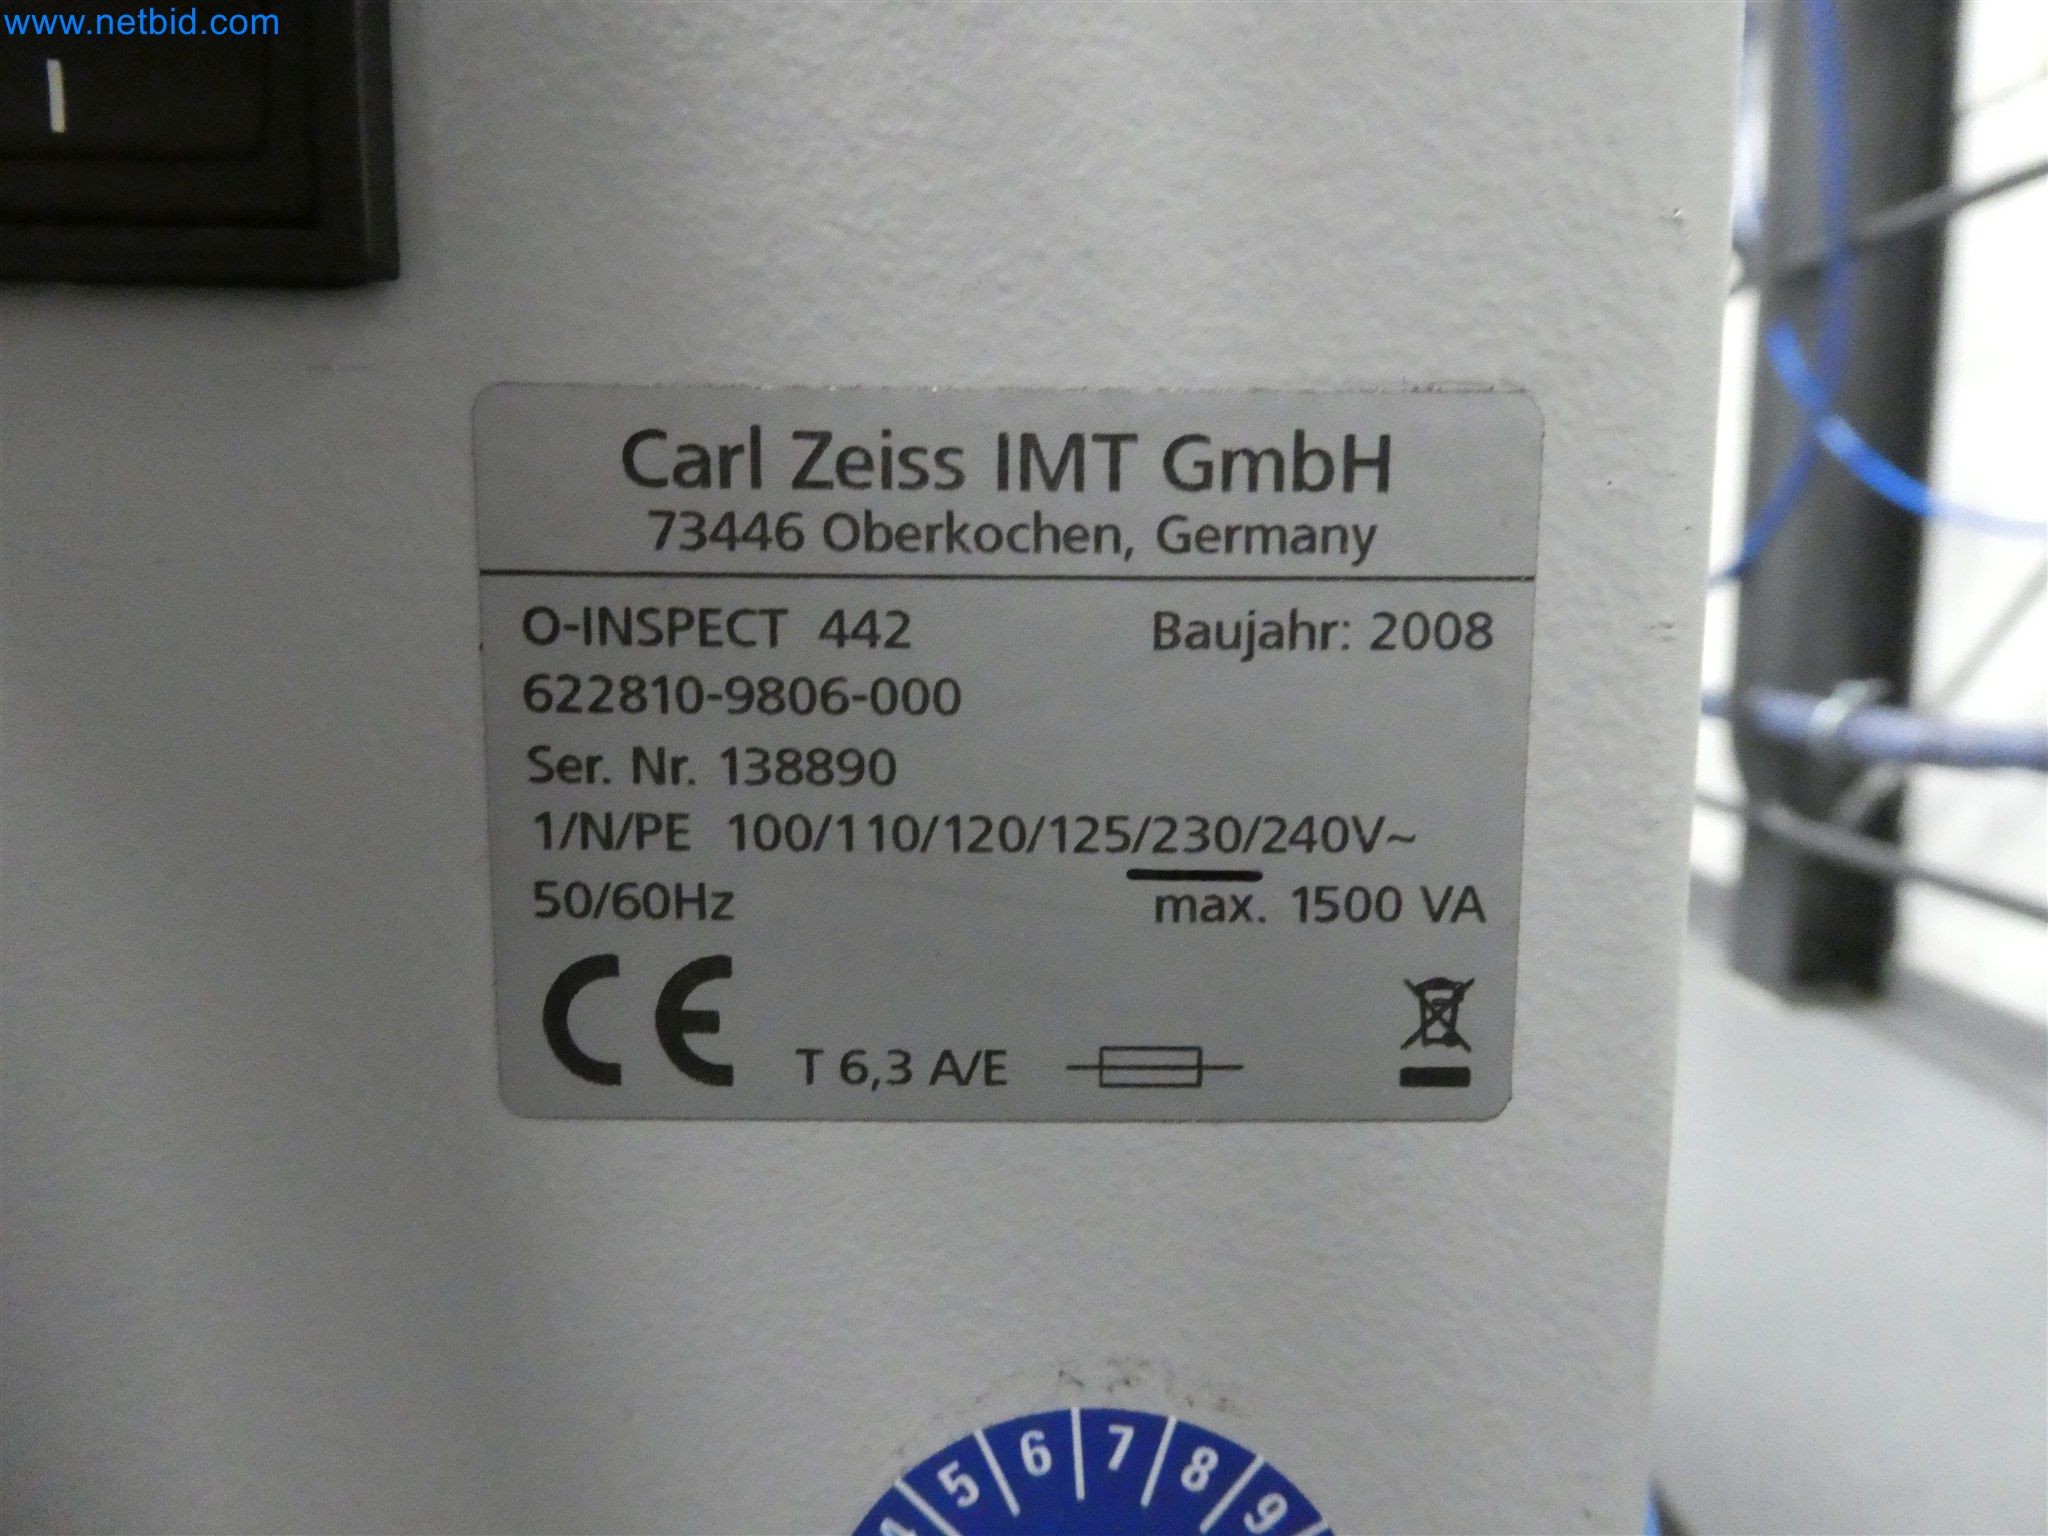 www.netbid.com
I
Carl Zeiss IMT GmbH
73446 Oberkochen, Germany
O-INSPECT 442 Baujahr: 2008
622810-9806-000
Ser. Nr. 138890
1/N/PE 100/110/120/125/230/240V~
50/60Hz max. 1500 VA
CE T 6,3 A/E
4 5 6 7 8 9